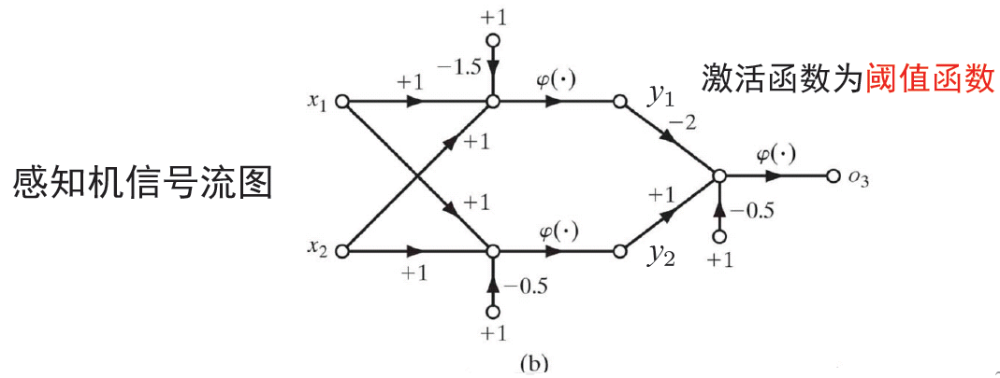 +1
−1.5
激活函数为阈值函数
x₁
+1
φ(·)
y₁
−2
+1
感知机信号流图
φ(·)
o₃
+1
+1
−0.5
x₂
+1
φ(·)
y₂
+1
−0.5
+1
(b)